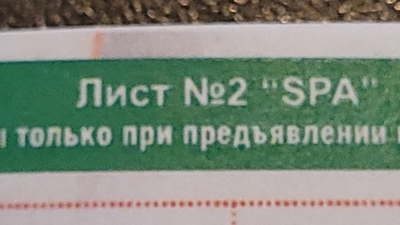 Лист №2 "SPA"
только при предъявлении